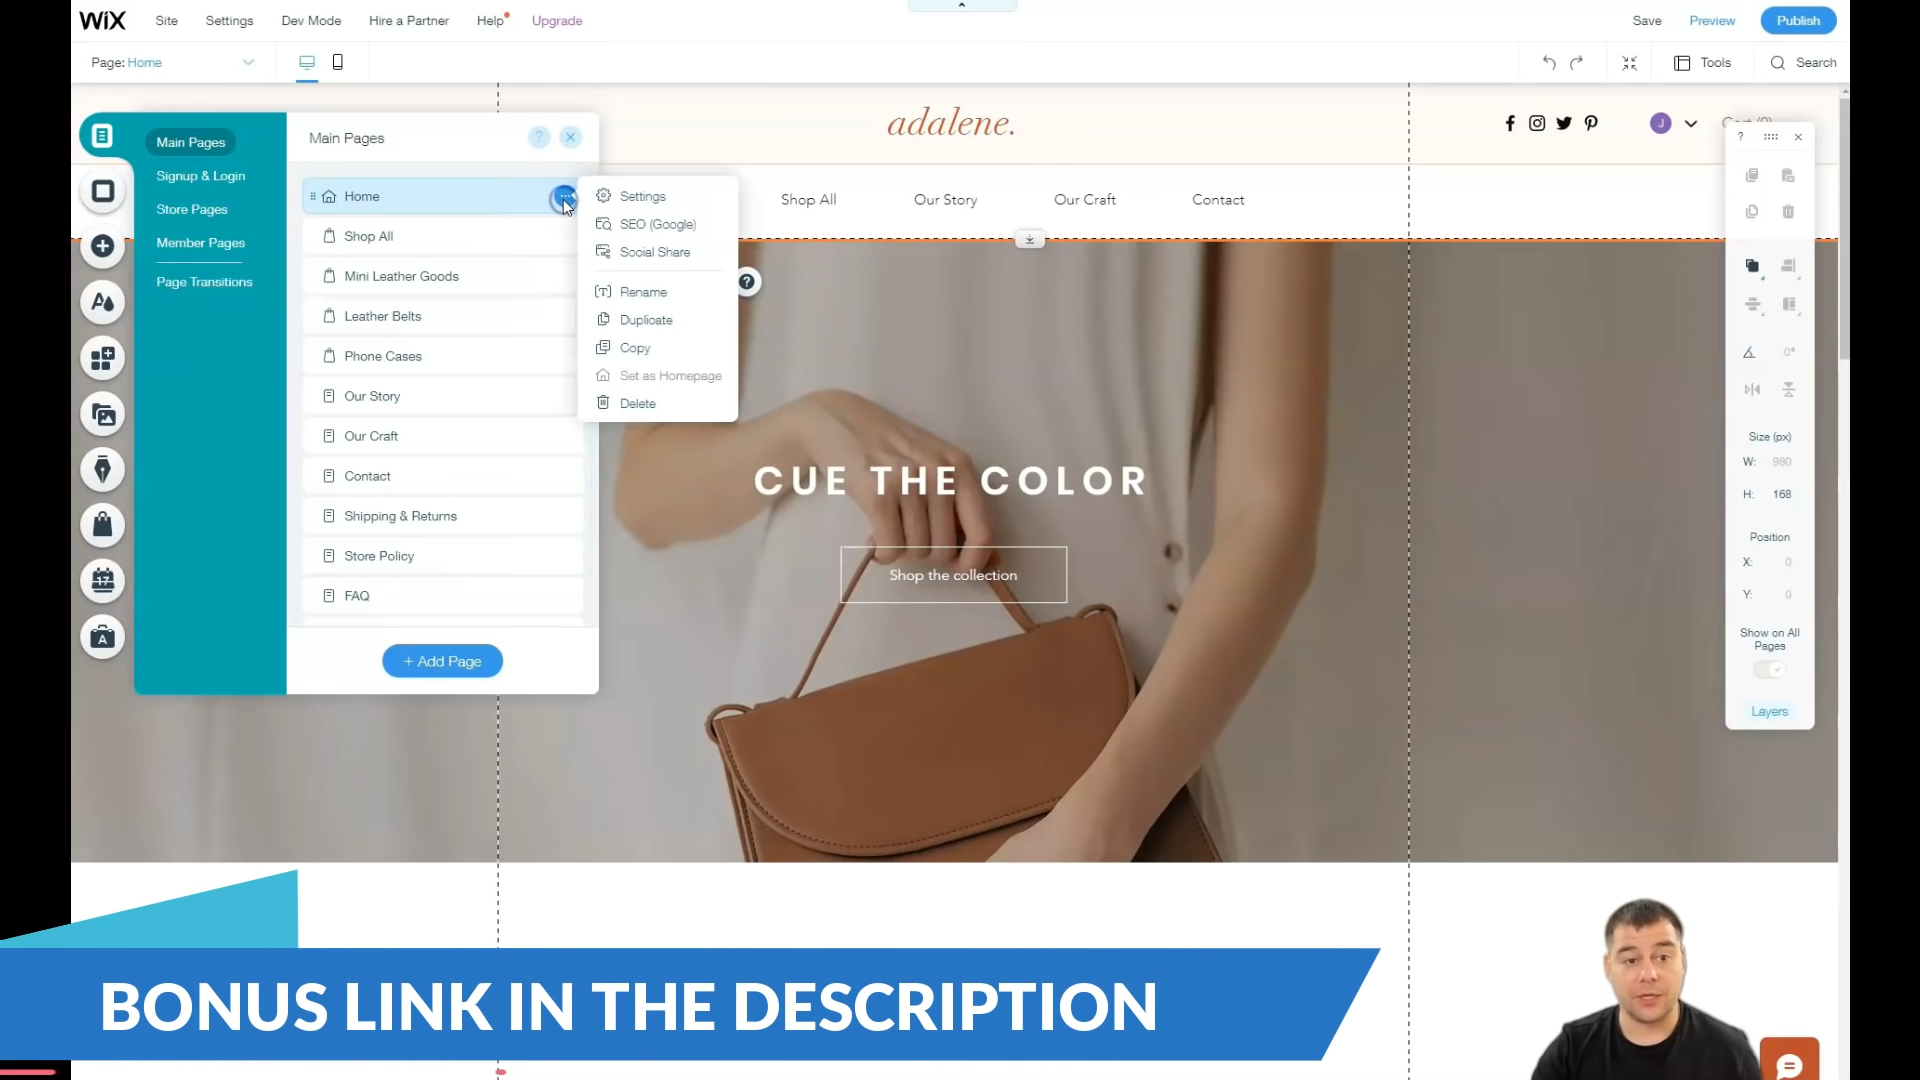 WiX
Site
Settings
Dev Mode
Hire a Partner
Help
Upgrade
Save
Preview
Publish
Page: Home
Tools
Search
adalene.
J
Cart (0)
Shop All
Our Story
Our Craft
Contact
Main Pages
Signup & Login
Store Pages
Member Pages
Page Transitions
Main Pages
?
Home
Shop All
Mini Leather Goods
Leather Belts
Phone Cases
Our Story
Our Craft
Contact
Shipping & Returns
Store Policy
FAQ
+ Add Page
Settings
SEO (Google)
Social Share
Rename
Duplicate
Copy
Set as Homepage
Delete
?
CUE THE COLOR
Shop the collection
?
0°
Size (px)
W: 980
H: 168
Position
X: 0
Y: 0
Show on All
Pages
Layers
17
A
BONUS LINK IN THE DESCRIPTION